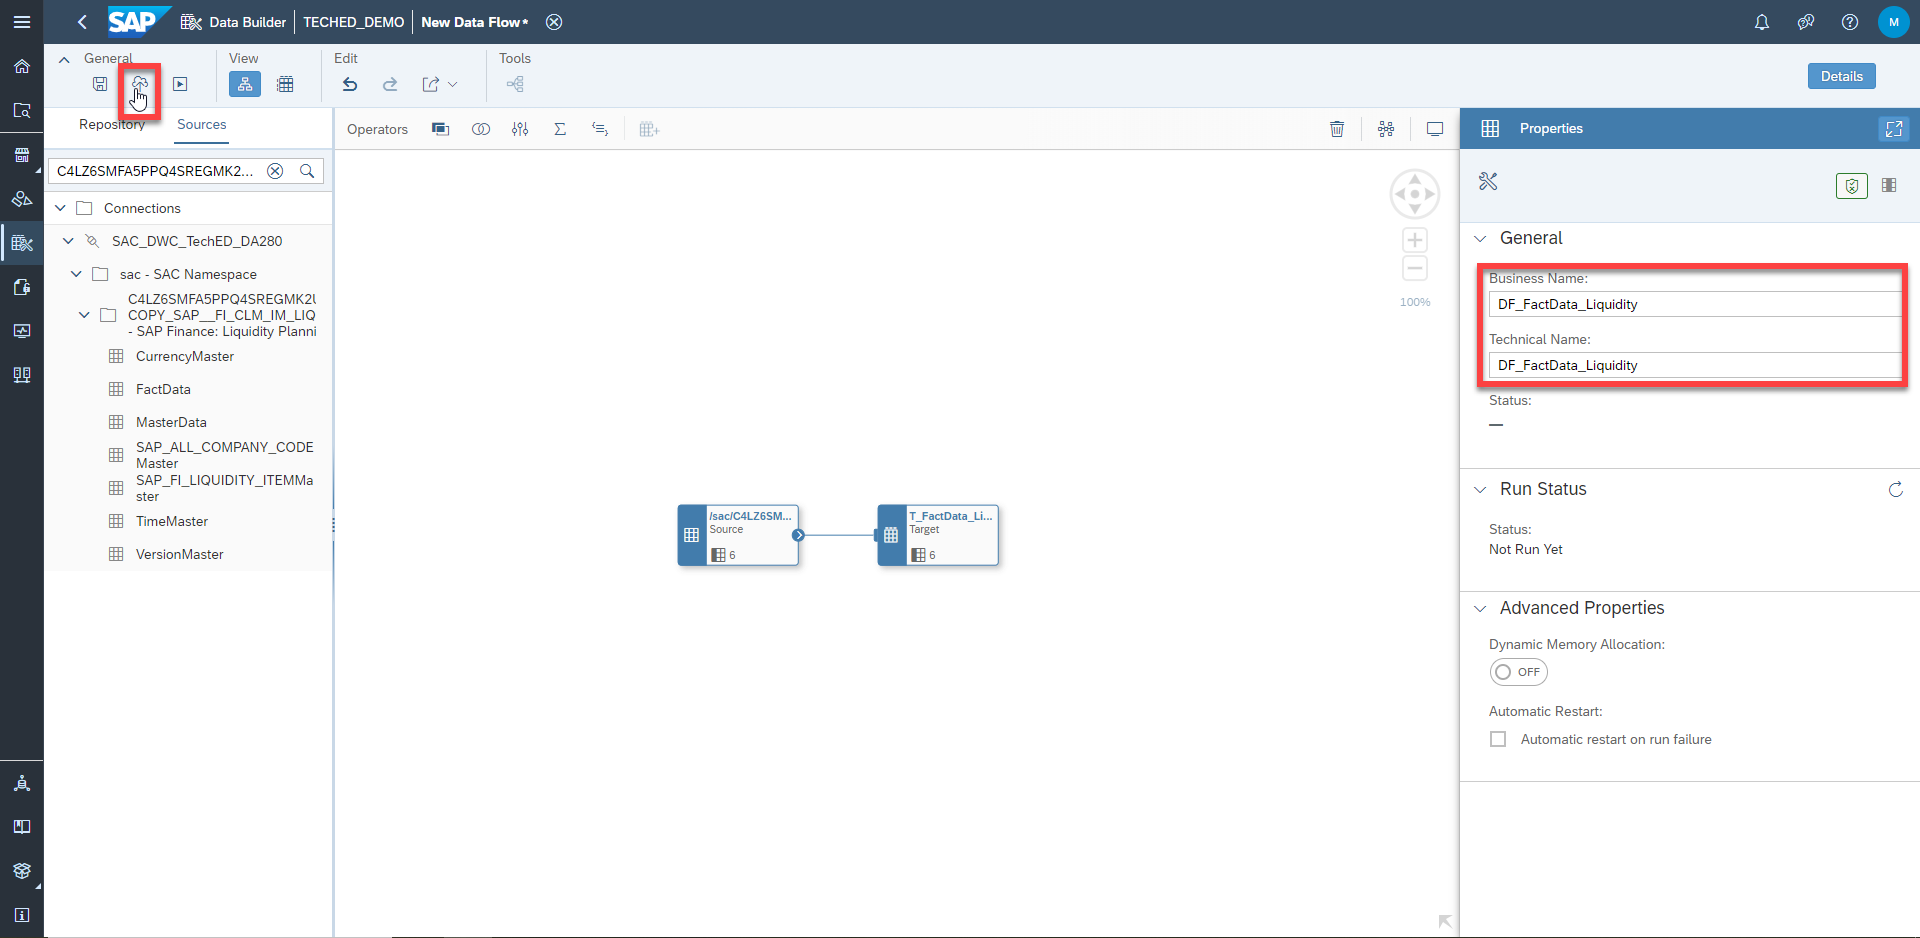 SAP Data Builder TECHED_DEMO New Data Flow* M
General View Edit Tools
Details
Repository Sources
Operators
Properties
C4LZ6SMFA5PPQ4SREGMK2...
Connections
SAC_DWC_TechED_DA280
sac - SAC Namespace
C4LZ6SMFA5PPQ4SREGMK2U
COPY_SAP__FI_CLM_IM_LIQ
- SAP Finance: Liquidity Planni
CurrencyMaster
FactData
MasterData
SAP_ALL_COMPANY_CODE
Master
SAP_FI_LIQUIDITY_ITEMMa
ster
TimeMaster
VersionMaster
100%
/sac/C4LZ6SM...
Source
6
T_FactData_Li...
Target
6
General
Business Name:
DF_FactData_Liquidity
Technical Name:
DF_FactData_Liquidity
Status:
—
Run Status
Status:
Not Run Yet
Advanced Properties
Dynamic Memory Allocation:
OFF
Automatic Restart:
Automatic restart on run failure